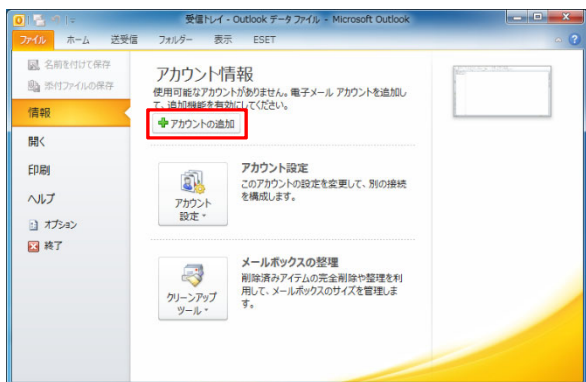 受信トレイ - Outlook データ ファイル - Microsoft Outlook
ファイル ホーム 送受信 フォルダー 表示 ESET
名前を付けて保存
添付ファイルの保存
情報
開く
印刷
ヘルプ
オプション
終了
アカウント情報
使用可能なアカウントがありません。電子メール アカウントを追加し
て、追加機能を有効にしてください。
アカウントの追加
アカウント
設定
アカウント設定
このアカウントの設定を変更して、別の接続
を構成します。
クリーンアップ
ツール
メールボックスの整理
削除済みアイテムの完全削除や整理を利
用して、メールボックスのサイズを管理しま
す。